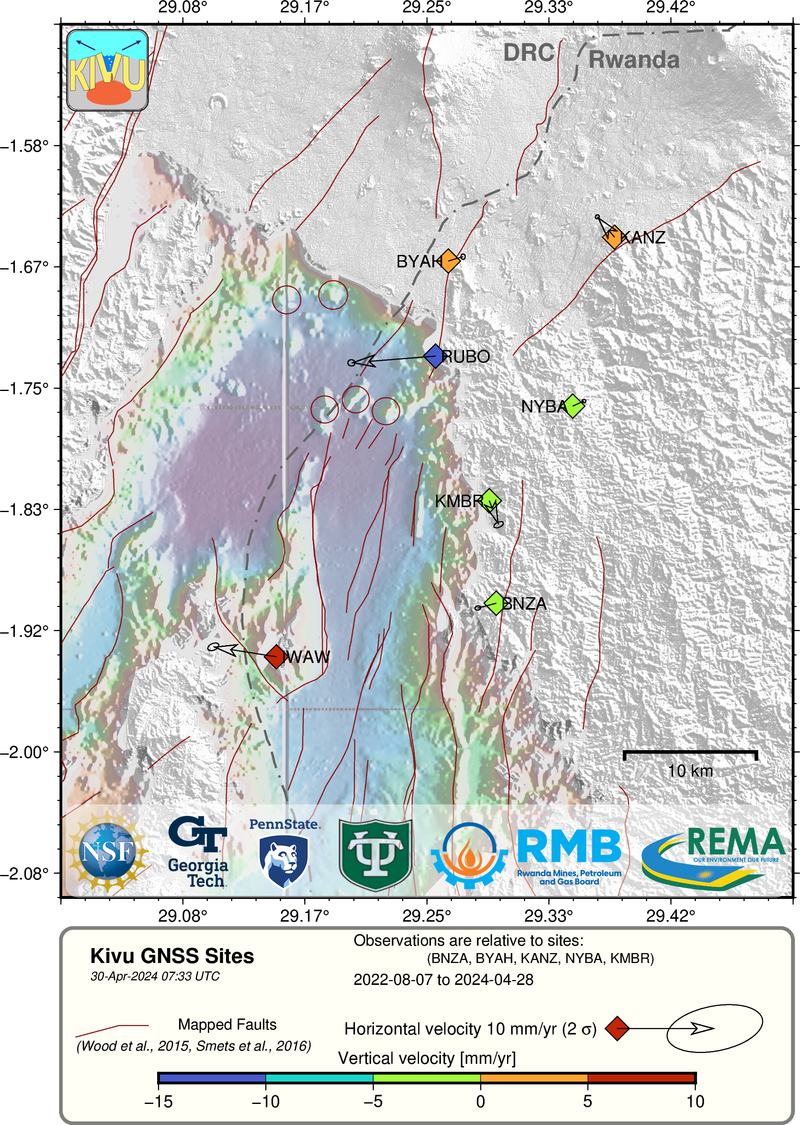 29.08° 29.17° 29.25° 29.33° 29.42°
KIVU
DRC
Rwanda
−1.58°
KANZ
BYAH
−1.67°
RUBO
−1.75°
NYBA
KMBR
−1.83°
BNZA
−1.92°
IWAW
−2.00°
10 km
NSF
GT
Georgia
Tech
PennState
RMB
Rwanda Mines, Petroleum
and Gas Board
REMA
OUR ENVIRONMENT OUR FUTURE
−2.08°
29.08° 29.17° 29.25° 29.33° 29.42°
Kivu GNSS Sites
30-Apr-2024 07:33 UTC
Observations are relative to sites:
(BNZA, BYAH, KANZ, NYBA, KMBR)
2022-08-07 to 2024-04-28
Mapped Faults
(Wood et al., 2015, Smets et al., 2016)
Horizontal velocity 10 mm/yr (2 σ)
Vertical velocity [mm/yr]
−15 −10 −5 0 5 10